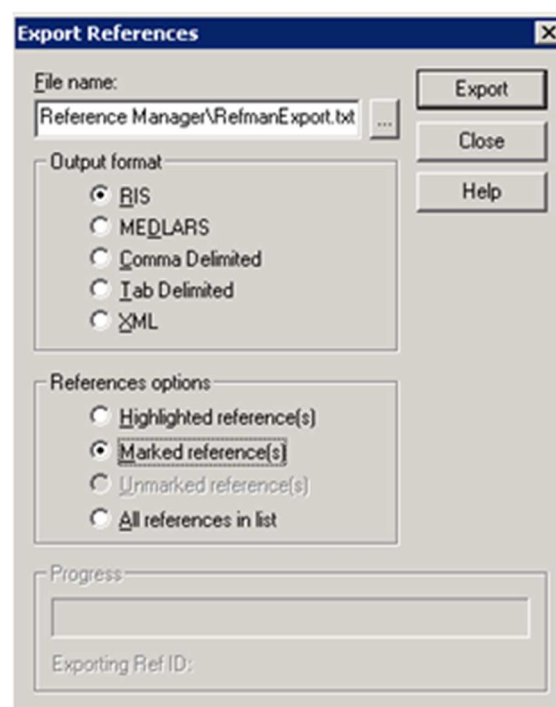 Export References
File name:
Export
Reference Manager\RefmanExport.txt
...
Close
Output format
Help
RIS
MEDLARS
Comma Delimited
Tab Delimited
XML
References options
Highlighted reference(s)
Marked reference(s)
Unmarked reference(s)
All references in list
Progress
Exporting Ref ID: